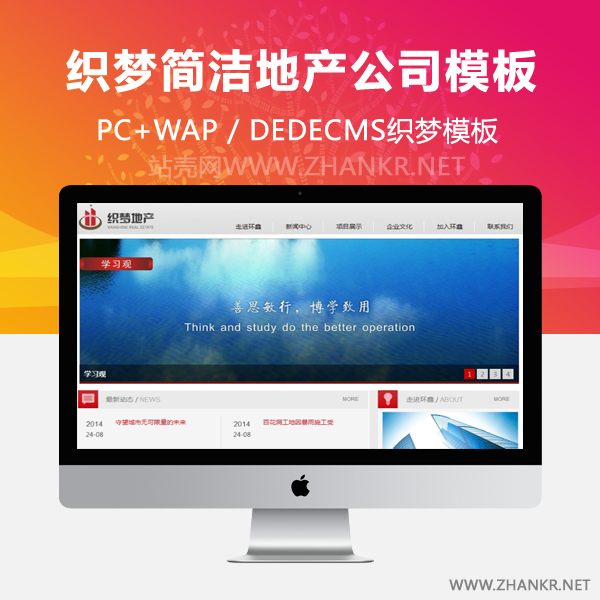 织梦简洁地产公司模板
PC+WAP / DEDECMS织梦模板
站壳网WWW.ZHANKR.NET
织梦地产
走进环鑫 新闻中心 项目展示 企业文化 加入环鑫 联系我们
学习观
善思敏行，博学致用
Think and study do the better operation
学习观
1 2 3 4
最新动态 / NEWS MORE
走进环鑫 / ABOUT MORE
2014 守望城市无可限量的未来
24-08
2014 百花洞工地因暴雨施工受
24-08
WWW.ZHANKR.NET